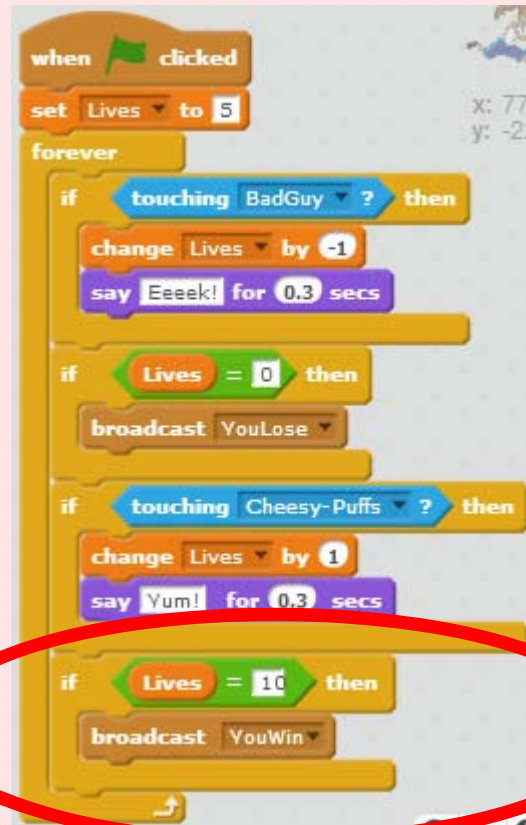 when clicked
set Lives to 5
x: 77
y: -2
forever
if touching BadGuy ? then
change Lives by -1
say Eeeek! for 0.3 secs
if Lives = 0 then
broadcast YouLose
if touching Cheesy-Puffs ? then
change Lives by 1
say Yum! for 0.3 secs
if Lives = 10 then
broadcast YouWin